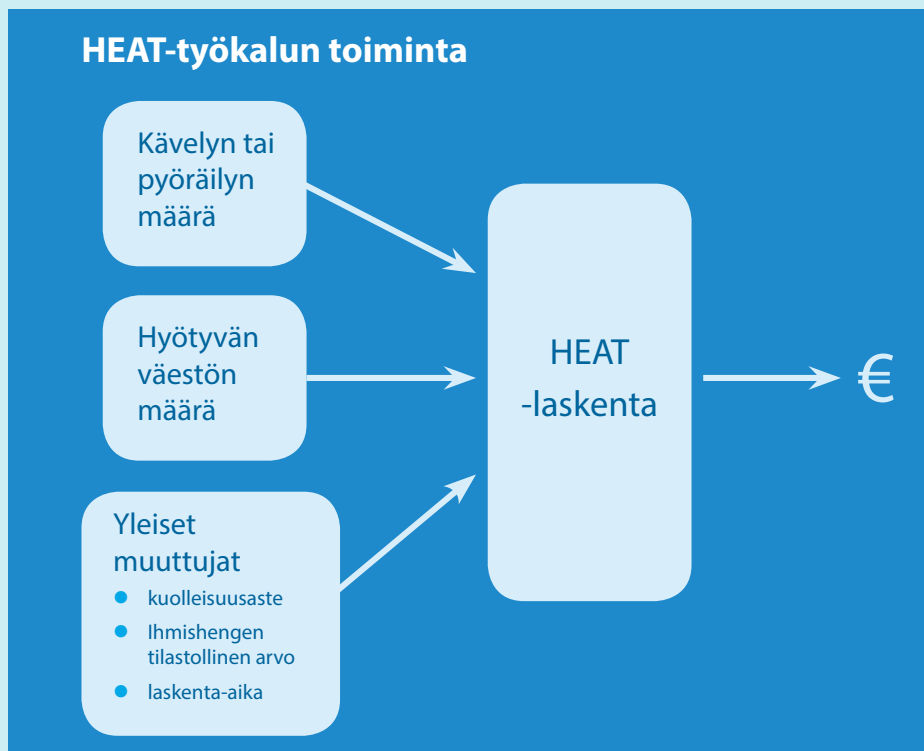 HEAT-työkalun toiminta
Kävelyn tai
pyöräilyn
määrä
Hyötyvän
väestön
määrä
Yleiset
muuttujat
● kuolleisuusaste
● Ihmishengen
tilastollinen arvo
● laskenta-aika
HEAT
-laskenta
€